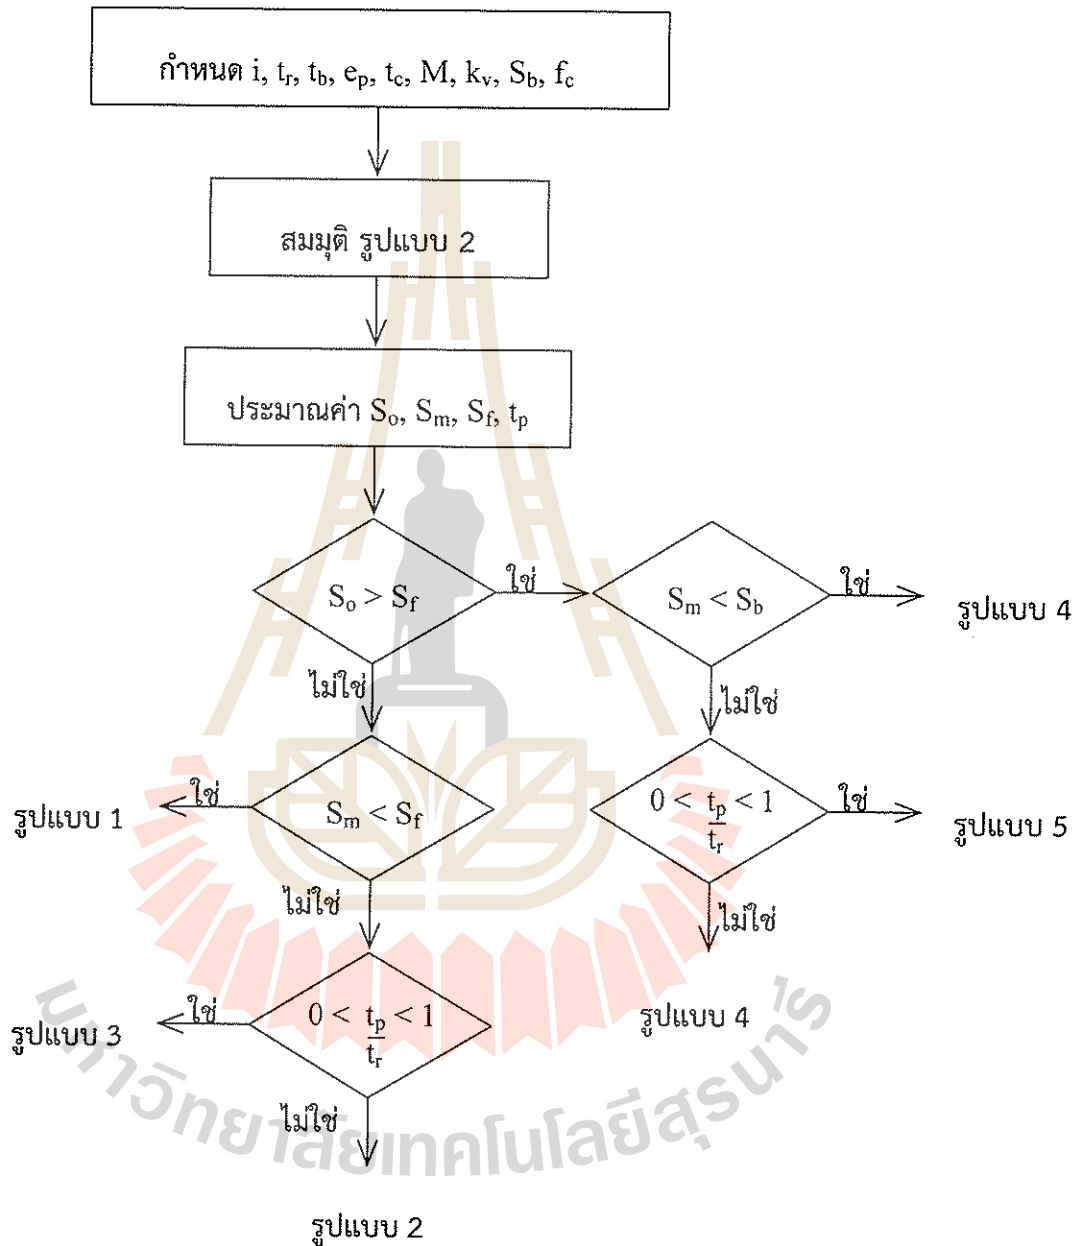 กำหนด i, tr, tb, ep, tc, M, kv, Sb, fc
สมมุติ รูปแบบ 2
ประมาณค่า So, Sm, Sf, tp
So > Sf
ใช่
Sm < Sb
ใช่
รูปแบบ 4
ไม่ใช่
ไม่ใช่
รูปแบบ 1
ใช่
Sm < Sf
0 < tp < 1
tr
ใช่
รูปแบบ 5
ไม่ใช่
ไม่ใช่
รูปแบบ 3
ใช่
0 < tp < 1
tr
รูปแบบ 4
ไม่ใช่
รูปแบบ 2
มหาวิทยาลัยเทคโนโลยีสุรนารี